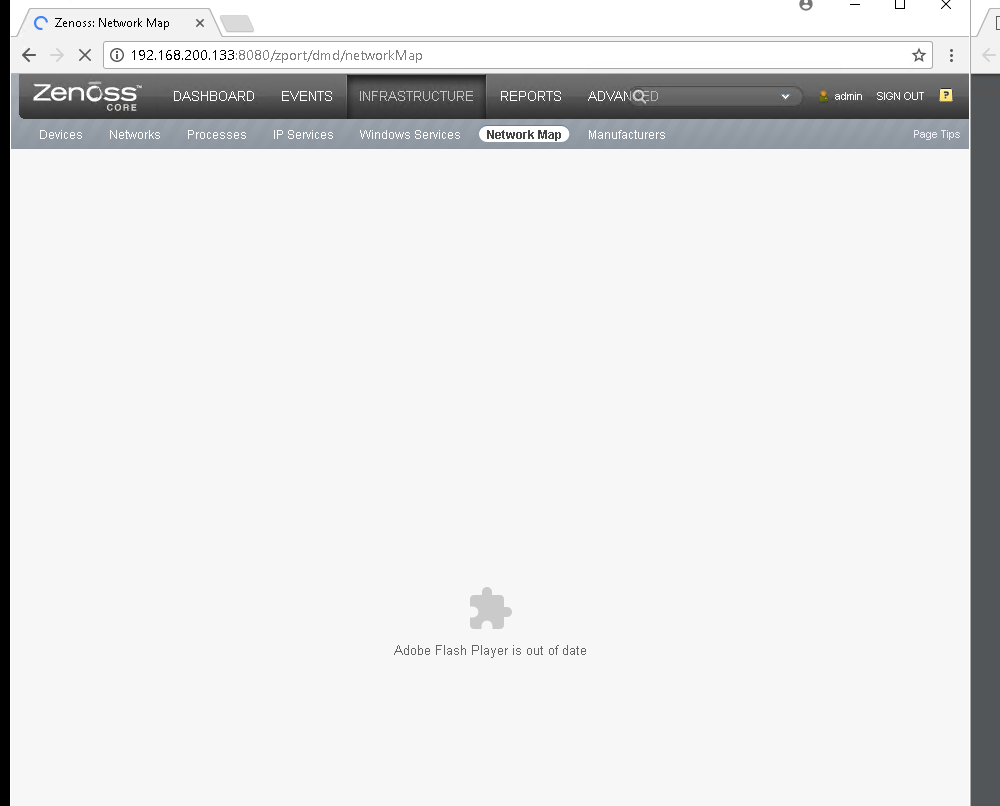 Zenoss: Network Map
192.168.200.133:8080/zport/dmd/networkMap
Zenoss™ CORE
DASHBOARD EVENTS INFRASTRUCTURE REPORTS ADVANCED admin SIGN OUT ?
Devices Networks Processes IP Services Windows Services Network Map Manufacturers Page Tips
Adobe Flash Player is out of date